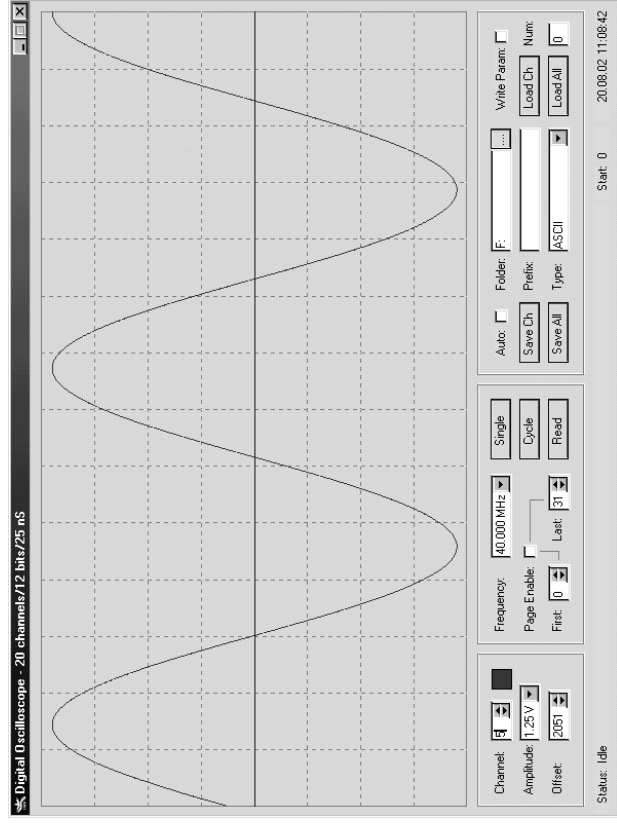 Digital Oscilloscope - 20 channels/12 bits/25 nS
Channel: 5
Amplitude: 1.25 V
Offset: 2051
Frequency: 40.000 MHz
Page Enable:
First: 0 Last: 31
Single
Cycle
Read
Auto: Folder: F: ... Write Param:
Save Ch Prefix: Load Ch Num:
Save All Type: ASCII Load All 0
Status: Idle Start: 0 20.08.02 11:08:42